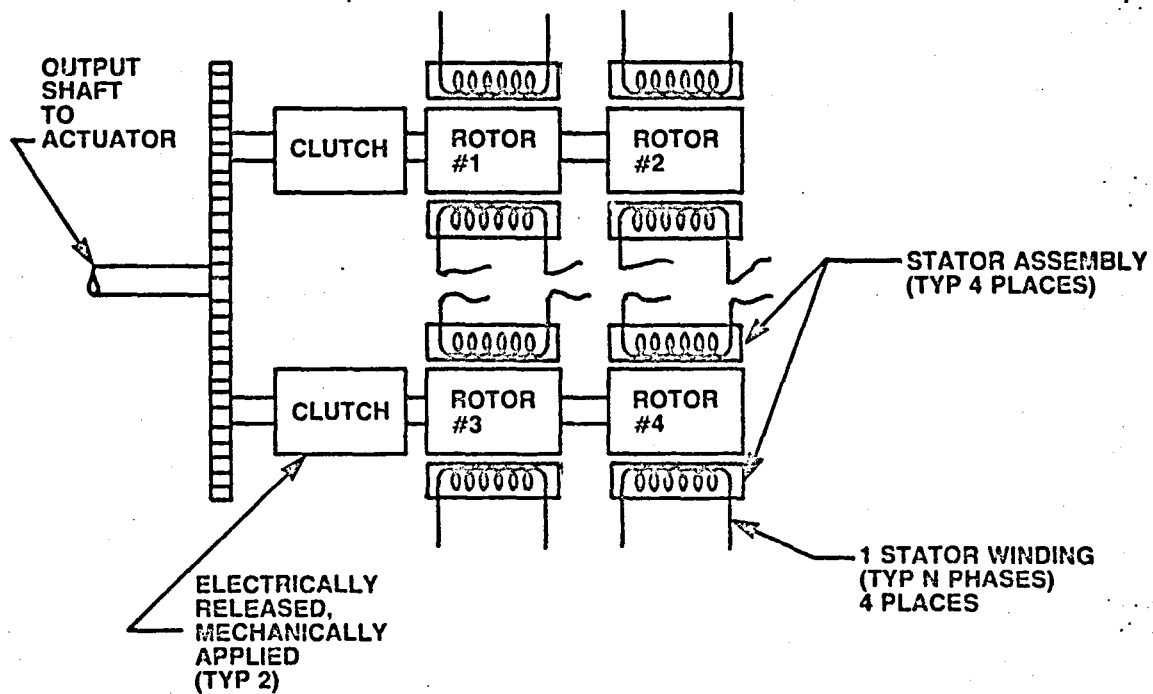 OUTPUT
SHAFT
TO
ACTUATOR
CLUTCH
ROTOR
#1
ROTOR
#2
STATOR ASSEMBLY
(TYP 4 PLACES)
CLUTCH
ROTOR
#3
ROTOR
#4
ELECTRICALLY
RELEASED,
MECHANICALLY
APPLIED
(TYP 2)
1 STATOR WINDING
(TYP N PHASES)
4 PLACES